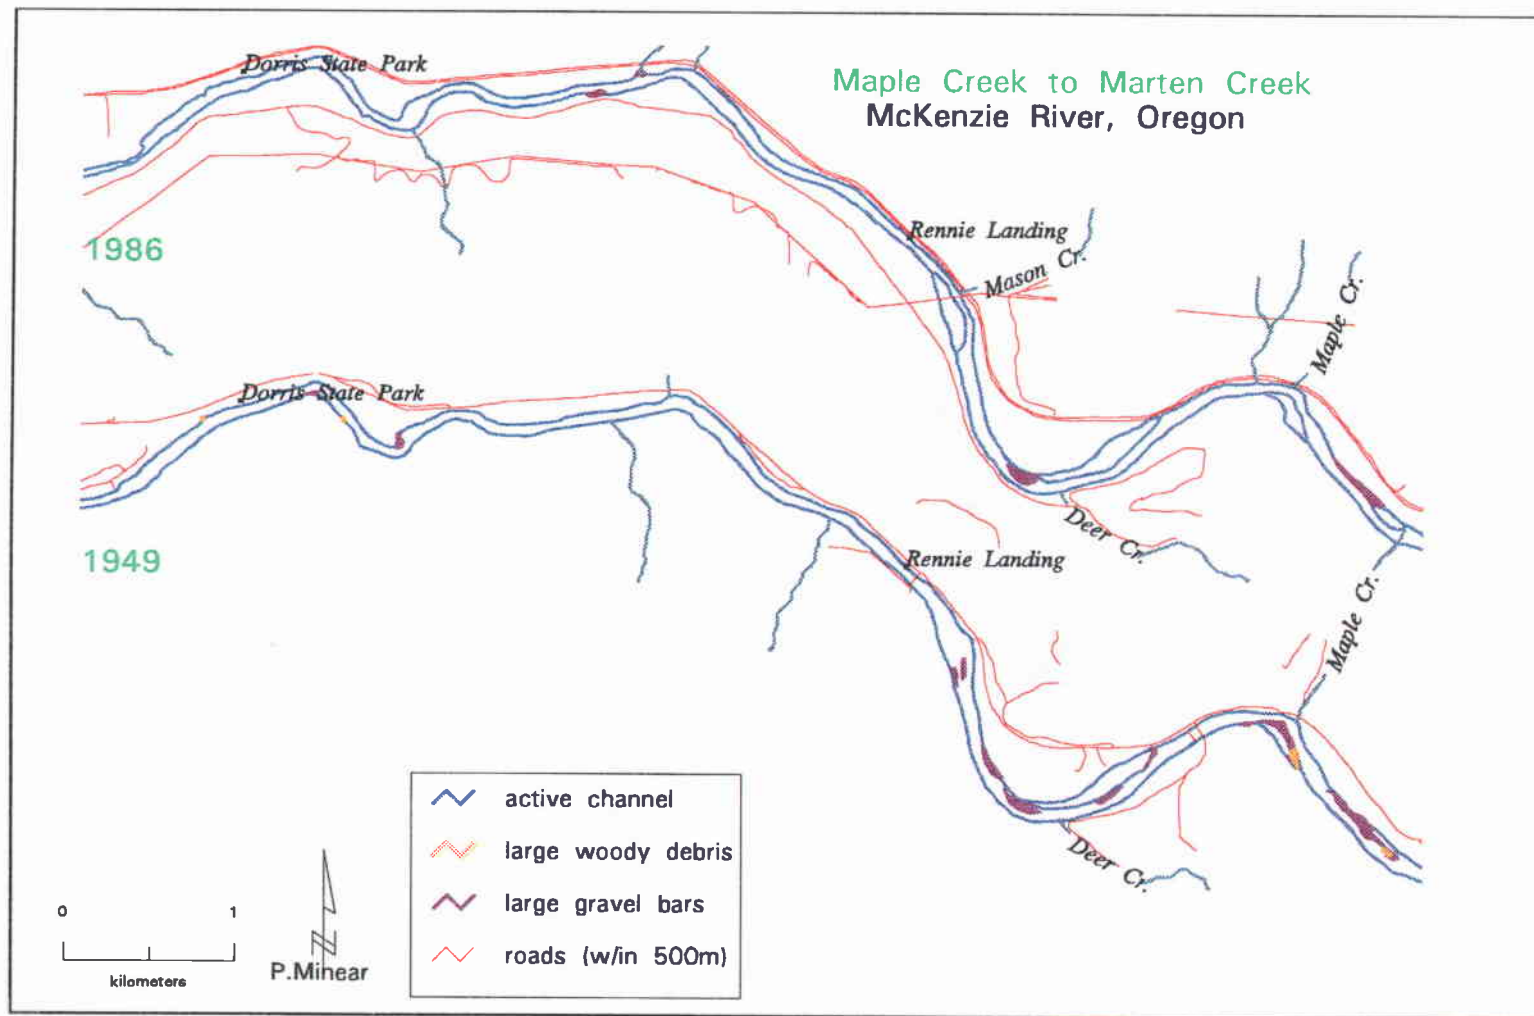 Maple Creek to Marten Creek
McKenzie River, Oregon
Dorris State Park
1986
Rennie Landing
Mason Cr.
Maple Cr.
Deer Cr.
Dorris State Park
1949
Rennie Landing
Maple Cr.
Deer Cr.
active channel
large woody debris
large gravel bars
roads (w/in 500m)
0 1
kilometers
N
P.Minear